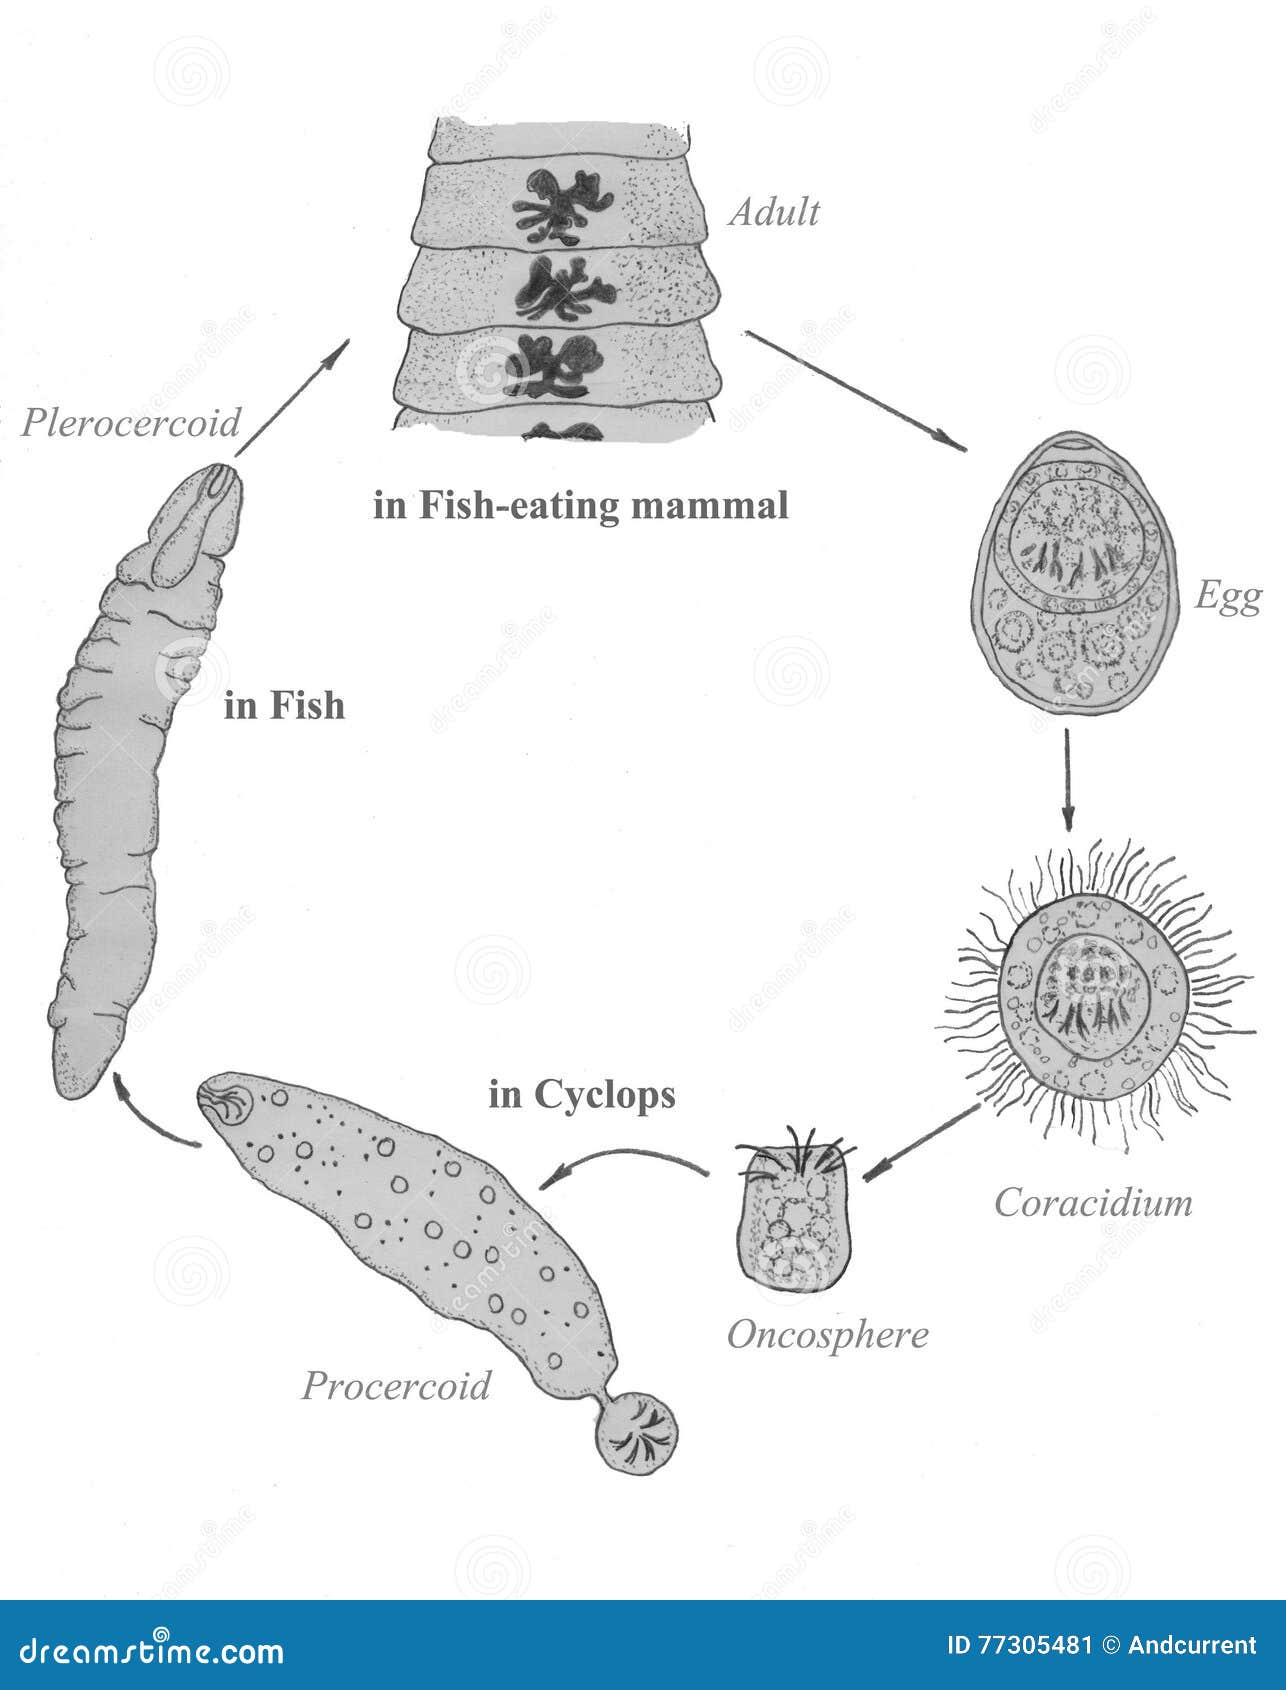 Adult
Plerocercoid
in Fish-eating mammal
Egg
in Fish
in Cyclops
Coracidium
Oncosphere
Procercoid
dreamstime.com
ID 77305481 © Andcurrent